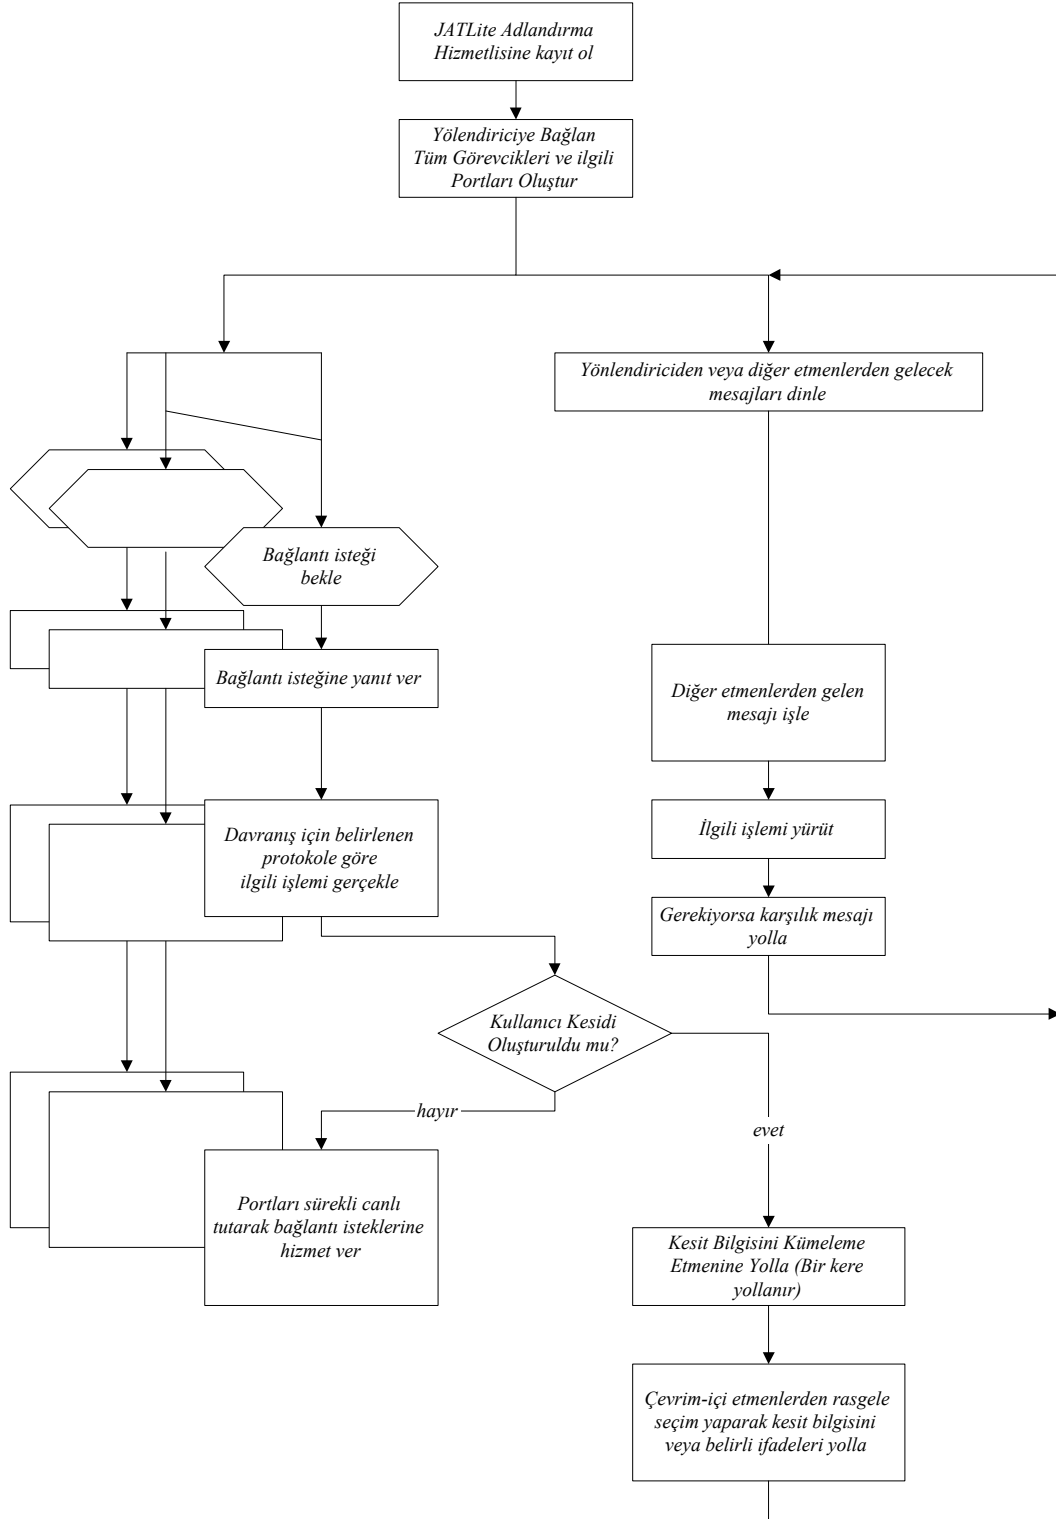 JATLite Adlandırma
Hizmetlisine kayıt ol
Yölendiriciye Bağlan
Tüm Görevcikleri ve ilgili
Portları Oluştur
Yönlendiriciden veya diğer etmenlerden gelecek
mesajları dinle
Bağlantı isteği
bekle
Bağlantı isteğine yanıt ver
Diğer etmenlerden gelen
mesajı işle
Davranış için belirlenen
protokole göre
ilgili işlemi gerçekle
İlgili işlemi yürüt
Gerekiyorsa karşılık mesajı
yolla
Kullanıcı Kesidi
Oluşturuldu mu?
hayır
evet
Portları sürekli canlı
tutarak bağlantı isteklerine
hizmet ver
Kesit Bilgisini Kümeleme
Etmenine Yolla (Bir kere
yollanır)
Çevrim-içi etmenlerden rasgele
seçim yaparak kesit bilgisini
veya belirli ifadeleri yolla